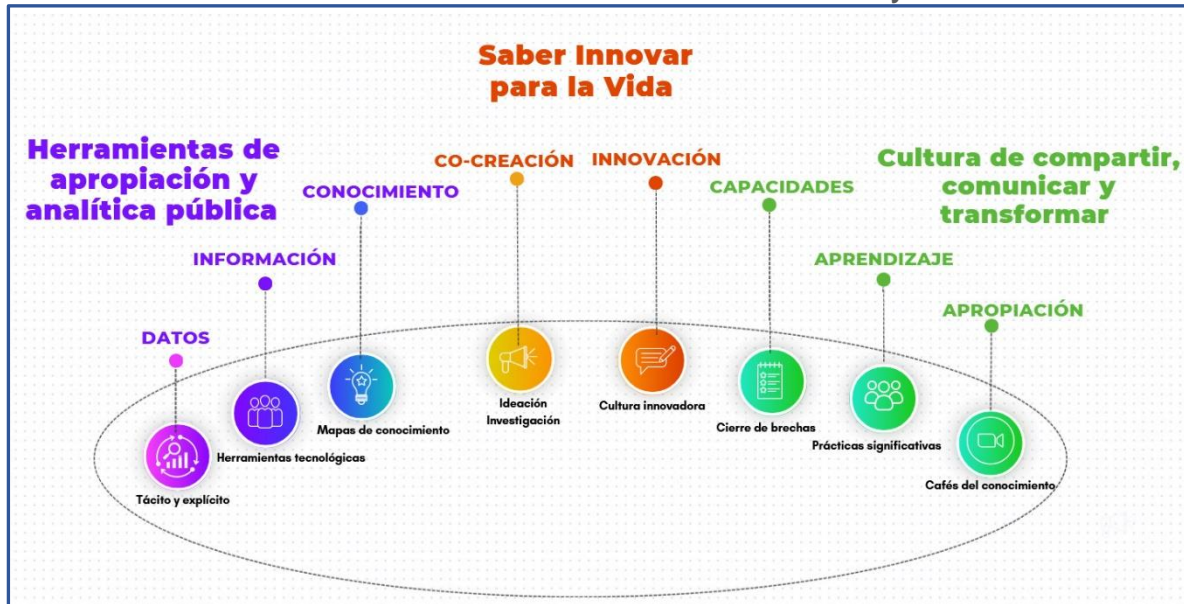 Saber Innovar
para la Vida
Herramientas de
apropiación y
analítica pública
Cultura de compartir,
comunicar y
transformar
DATOS
INFORMACIÓN
CONOCIMIENTO
CO-CREACIÓN
INNOVACIÓN
CAPACIDADES
APRENDIZAJE
APROPIACIÓN
Tácito y explícito
Herramientas tecnológicas
Mapas de conocimiento
Ideación
Investigación
Cultura innovadora
Cierre de brechas
Prácticas significativas
Cafés del conocimiento